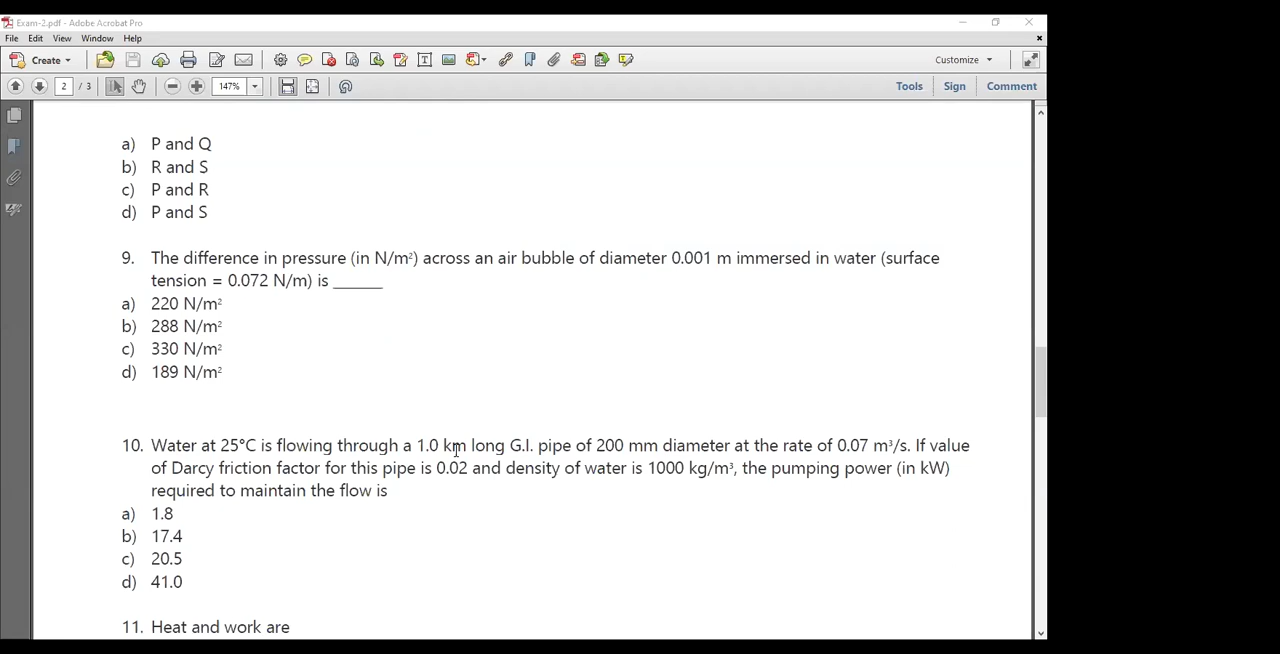 Exam-2.pdf - Adobe Acrobat Pro
File Edit View Window Help
Create Customize
2 / 3 147% Tools Sign Comment
a) P and Q
b) R and S
c) P and R
d) P and S
9. The difference in pressure (in N/m²) across an air bubble of diameter 0.001 m immersed in water (surface
tension = 0.072 N/m) is ______
a) 220 N/m²
b) 288 N/m²
c) 330 N/m²
d) 189 N/m²
10. Water at 25°C is flowing through a 1.0 km long G.I. pipe of 200 mm diameter at the rate of 0.07 m³/s. If value
of Darcy friction factor for this pipe is 0.02 and density of water is 1000 kg/m³, the pumping power (in kW)
required to maintain the flow is
a) 1.8
b) 17.4
c) 20.5
d) 41.0
11. Heat and work are